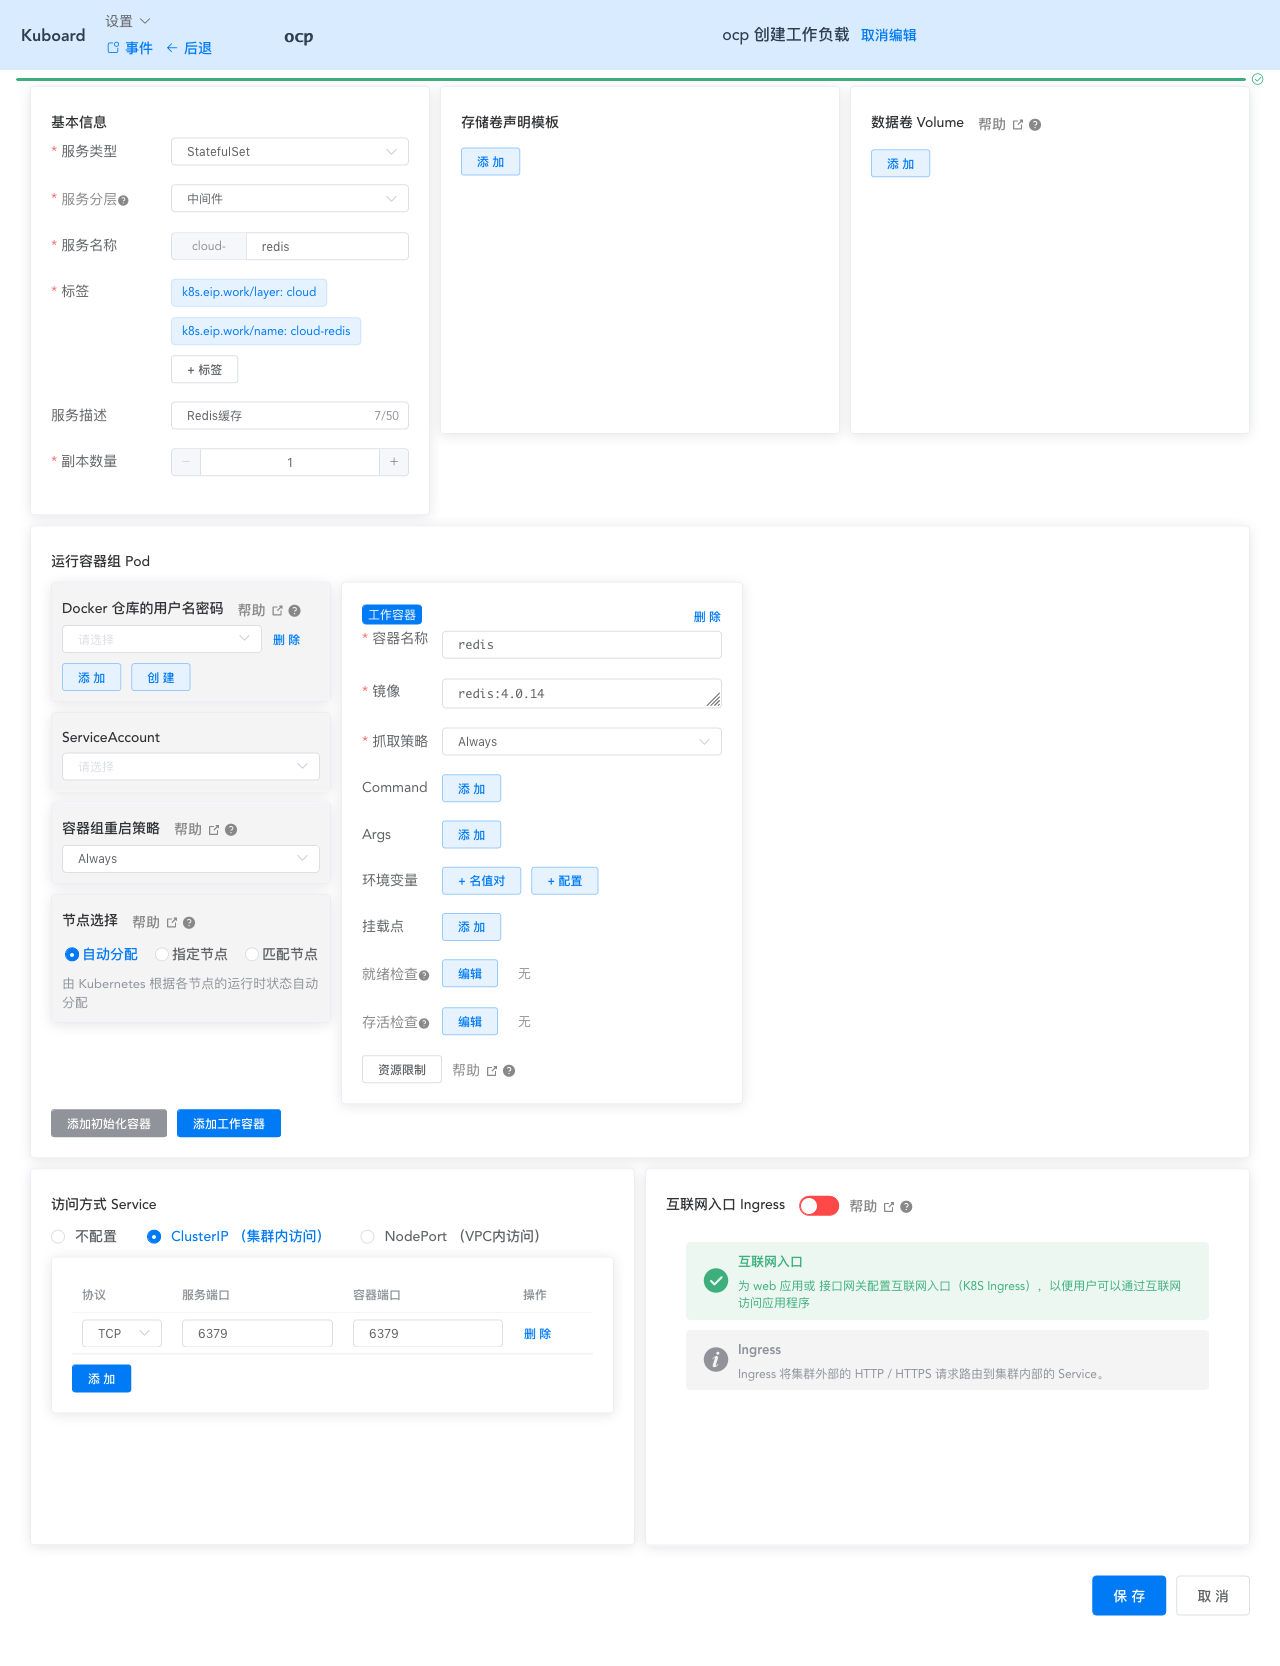 Kuboard
设置
事件 后退
ocp
ocp 创建工作负载 取消编辑
基本信息
* 服务类型 StatefulSet
* 服务分层 中间件
* 服务名称 cloud- redis
* 标签 k8s.eip.work/layer: cloud
k8s.eip.work/name: cloud-redis
+ 标签
服务描述 Redis缓存 7/50
* 副本数量 − 1 +
存储卷声明模板
添 加
数据卷 Volume 帮助
添 加
运行容器组 Pod
Docker 仓库的用户名密码 帮助
请选择 删 除
添 加 创 建
ServiceAccount
请选择
容器组重启策略 帮助
Always
节点选择 帮助
自动分配 指定节点 匹配节点
由 Kubernetes 根据各节点的运行时状态自动
分配
工作容器 删 除
* 容器名称 redis
* 镜像 redis:4.0.14
* 抓取策略 Always
Command 添 加
Args 添 加
环境变量 + 名值对 + 配置
挂载点 添 加
就绪检查 编辑 无
存活检查 编辑 无
资源限制 帮助
添加初始化容器 添加工作容器
访问方式 Service
不配置 ClusterIP （集群内访问） NodePort （VPC内访问）
协议 服务端口 容器端口 操作
TCP 6379 6379 删 除
添 加
互联网入口 Ingress 帮助
互联网入口
为 web 应用或 接口网关配置互联网入口（K8S Ingress），以便用户可以通过互联网
访问应用程序
Ingress
Ingress 将集群外部的 HTTP / HTTPS 请求路由到集群内部的 Service。
保 存 取 消